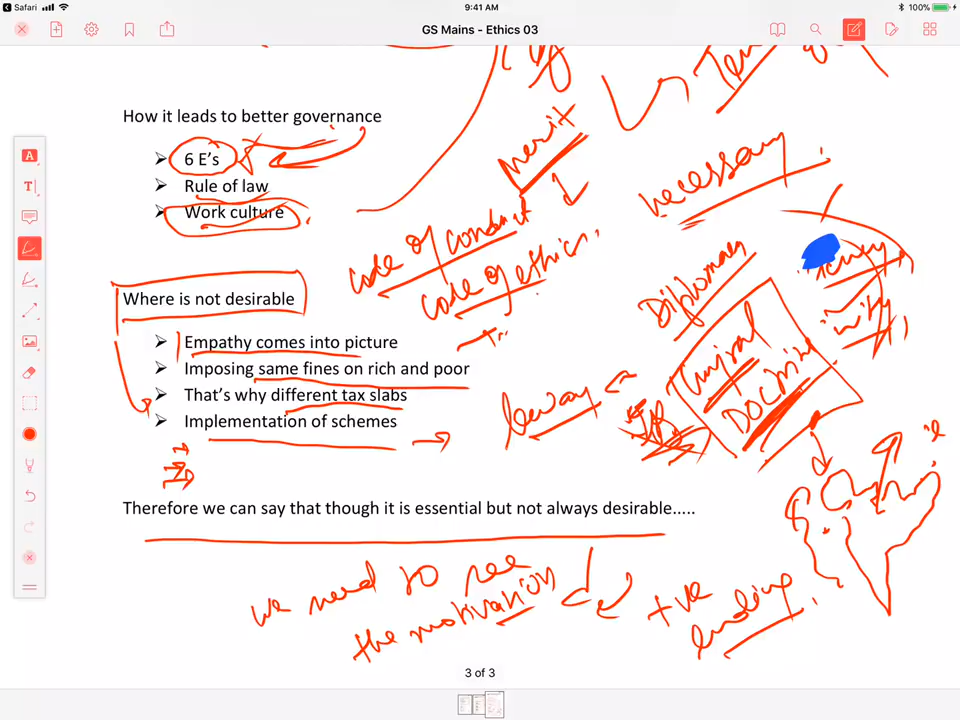 Safari
9:41 AM
100%
GS Mains - Ethics 03
How it leads to better governance
6 E's
Rule of law
Work culture
merit
necessary
code of conduct
code of ethics
Diplomacy
Where is not desirable
Empathy comes into picture
Imposing same fines on rich and poor
That's why different tax slabs
Implementation of schemes
leway
Gujral
DOCTRINE
Therefore we can say that though it is essential but not always desirable.....
we need to see
the motivation
+ve
ending
3 of 3